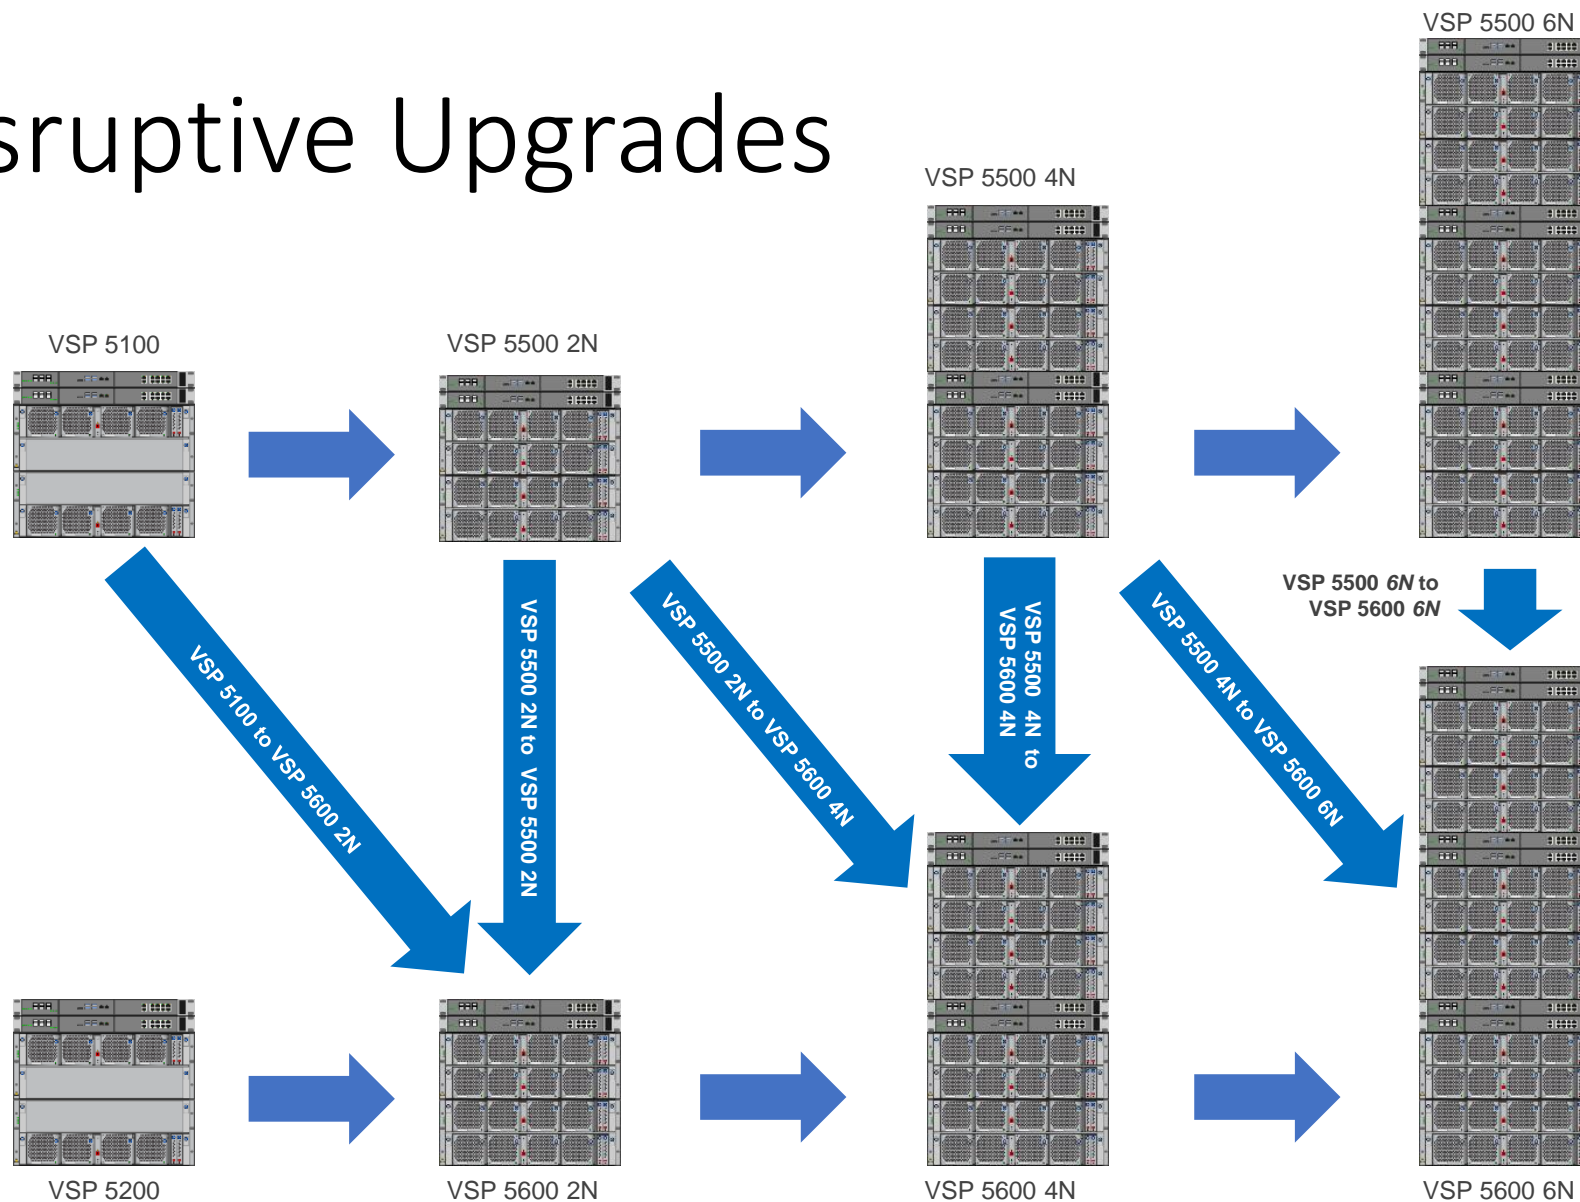 sruptive Upgrades
VSP 5500 6N
VSP 5500 4N
VSP 5100
VSP 5500 2N
VSP 5500 6N to
VSP 5600 6N
VSP 5100 to VSP 5600 2N
VSP 5500 2N to VSP 5500 2N
VSP 5500 2N to VSP 5600 4N
VSP 5500 4N to
VSP 5600 4N
VSP 5500 4N to VSP 5600 6N
VSP 5200
VSP 5600 2N
VSP 5600 4N
VSP 5600 6N